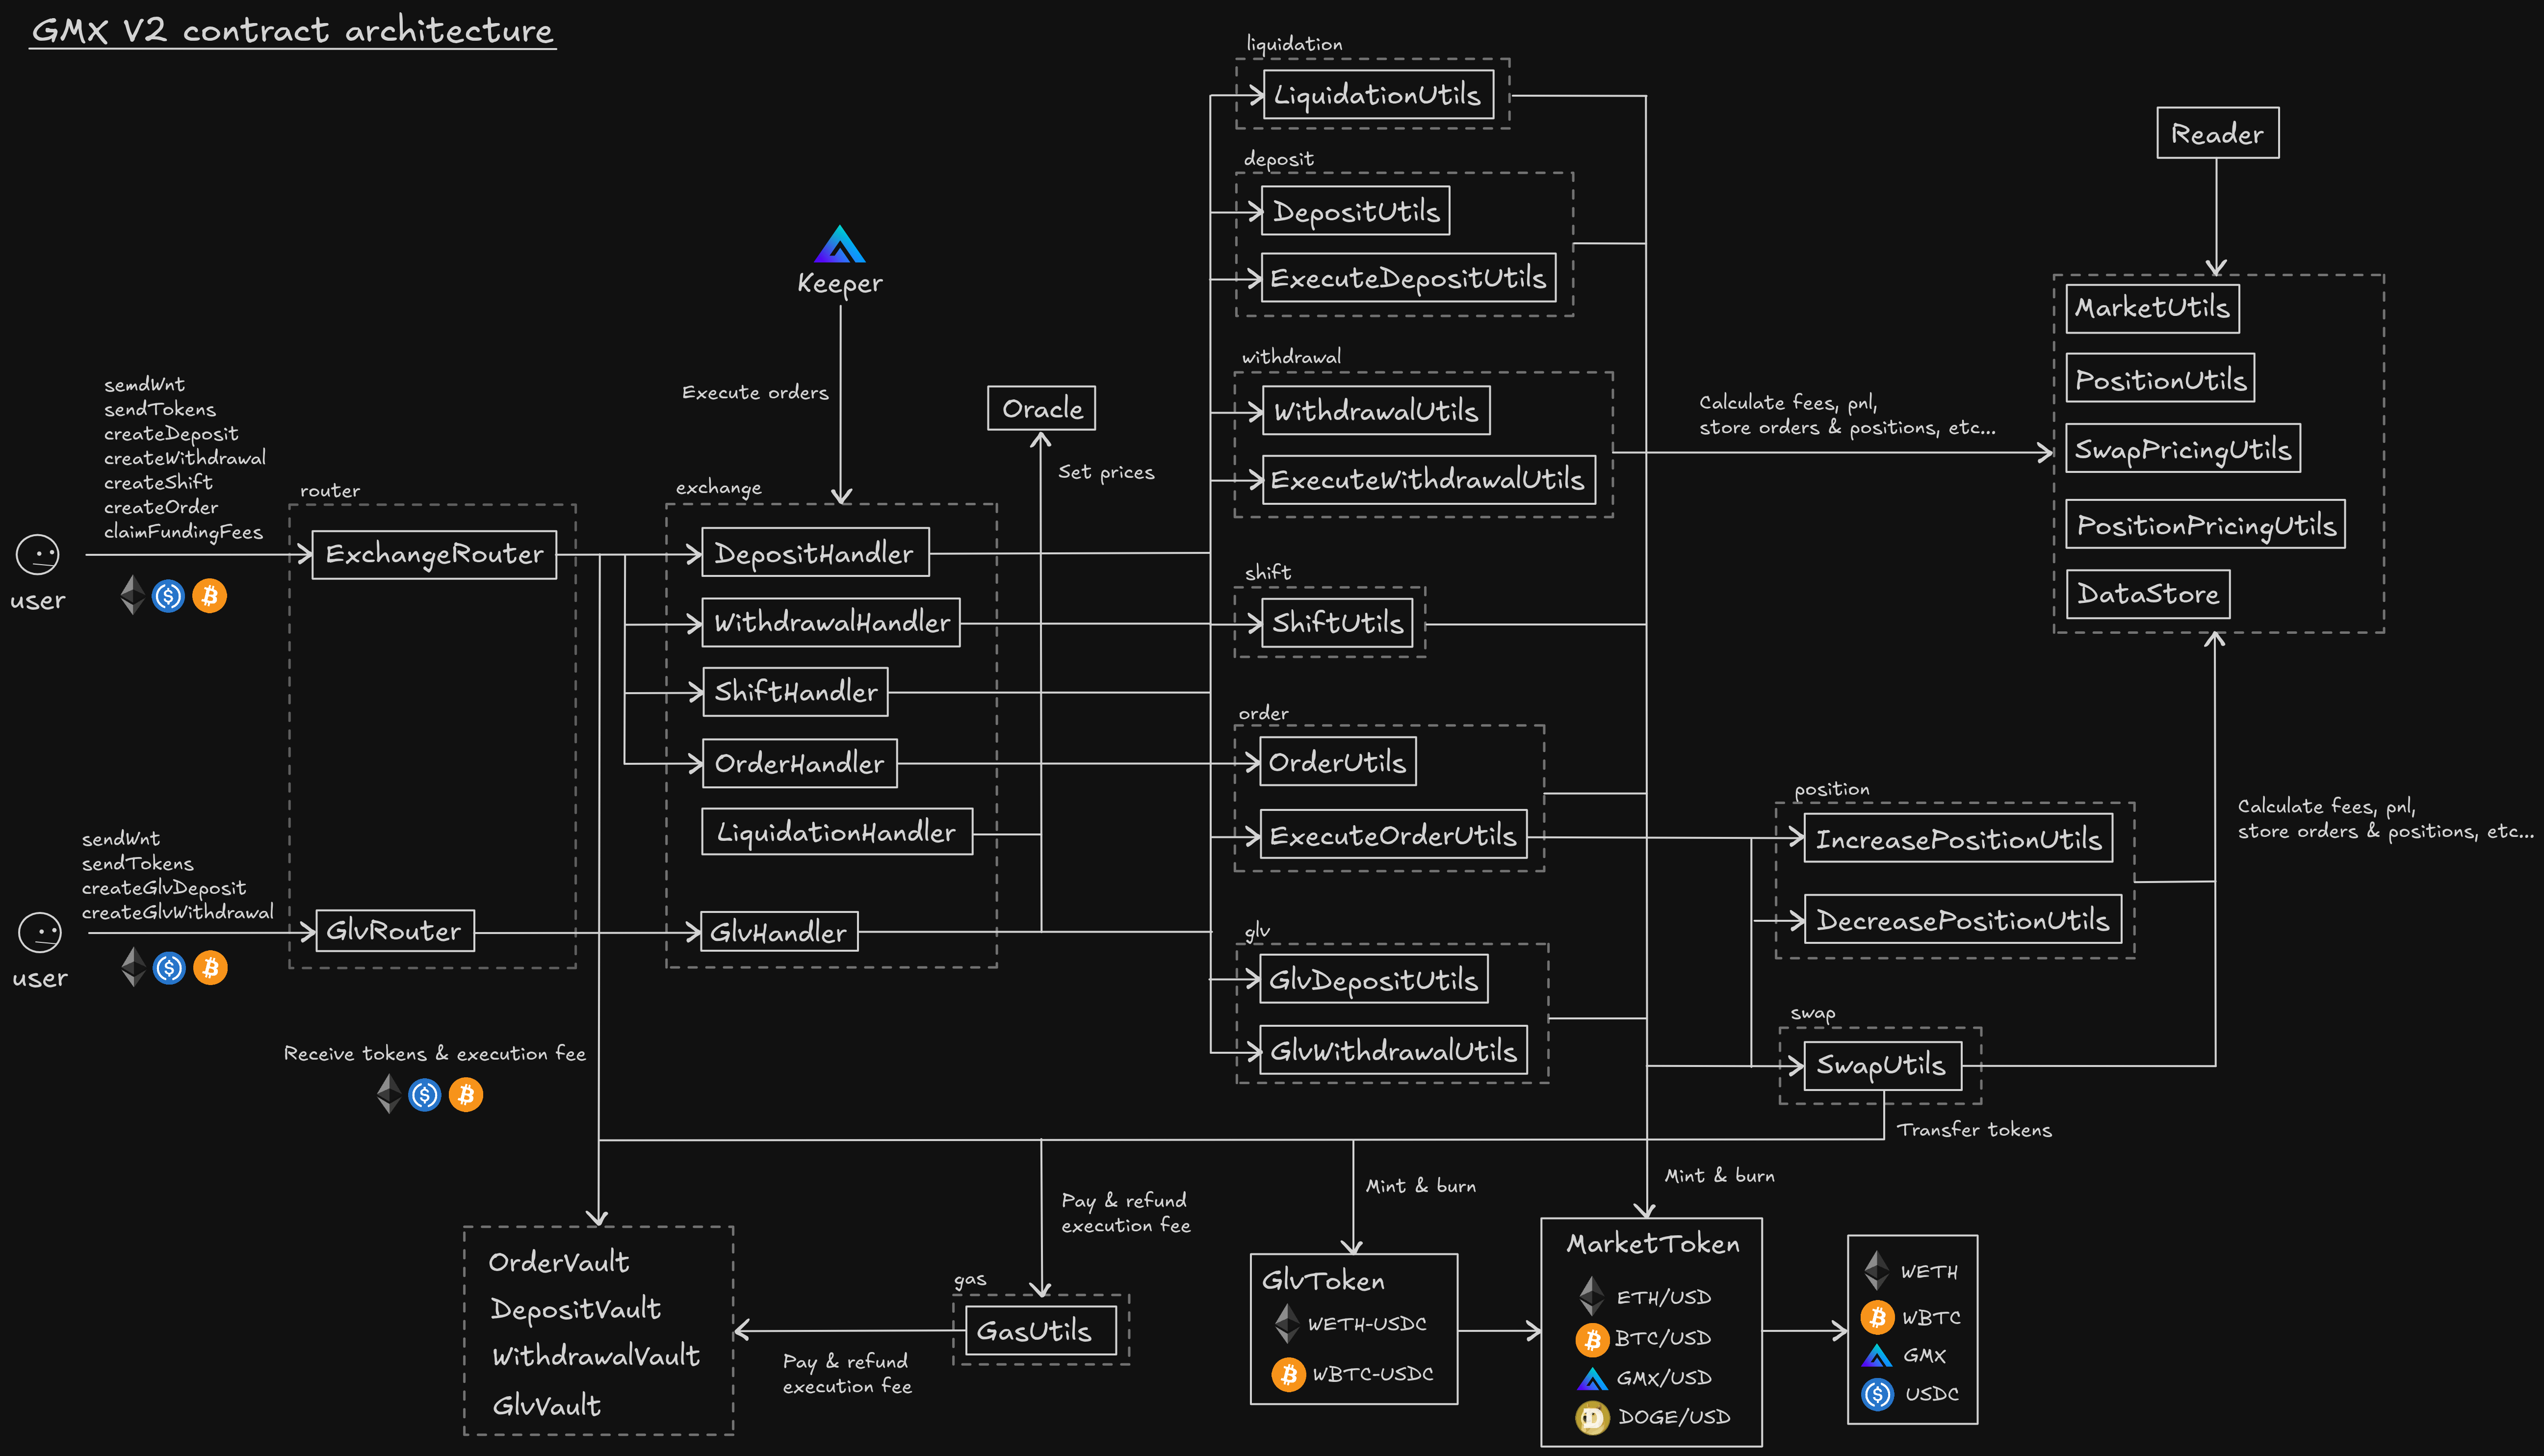 GMX V2 contract architecture
semdWnt
sendTokens
createDeposit
createWithdrawal
createShift
createOrder
claimFundingFees
user
router
ExchangeRouter
sendWnt
sendTokens
createGlvDeposit
createGlvWithdrawal
user
GlvRouter
Receive tokens & execution fee
Keeper
Execute orders
exchange
DepositHandler
WithdrawalHandler
ShiftHandler
OrderHandler
LiquidationHandler
GlvHandler
Oracle
Set prices
liquidation
LiquidationUtils
deposit
DepositUtils
ExecuteDepositUtils
withdrawal
WithdrawalUtils
ExecuteWithdrawalUtils
shift
ShiftUtils
order
OrderUtils
ExecuteOrderUtils
glv
GlvDepositUtils
GlvWithdrawalUtils
Calculate fees, pnl,
store orders & positions, etc...
Reader
MarketUtils
PositionUtils
SwapPricingUtils
PositionPricingUtils
DataStore
position
IncreasePositionUtils
DecreasePositionUtils
Calculate fees, pnl,
store orders & positions, etc...
swap
SwapUtils
Transfer tokens
OrderVault
DepositVault
WithdrawalVault
GlvVault
Pay & refund
execution fee
gas
GasUtils
Pay & refund
execution fee
Mint & burn
GlvToken
WETH-USDC
WBTC-USDC
Mint & burn
MarketToken
ETH/USD
BTC/USD
GMX/USD
DOGE/USD
WETH
WBTC
GMX
USDC